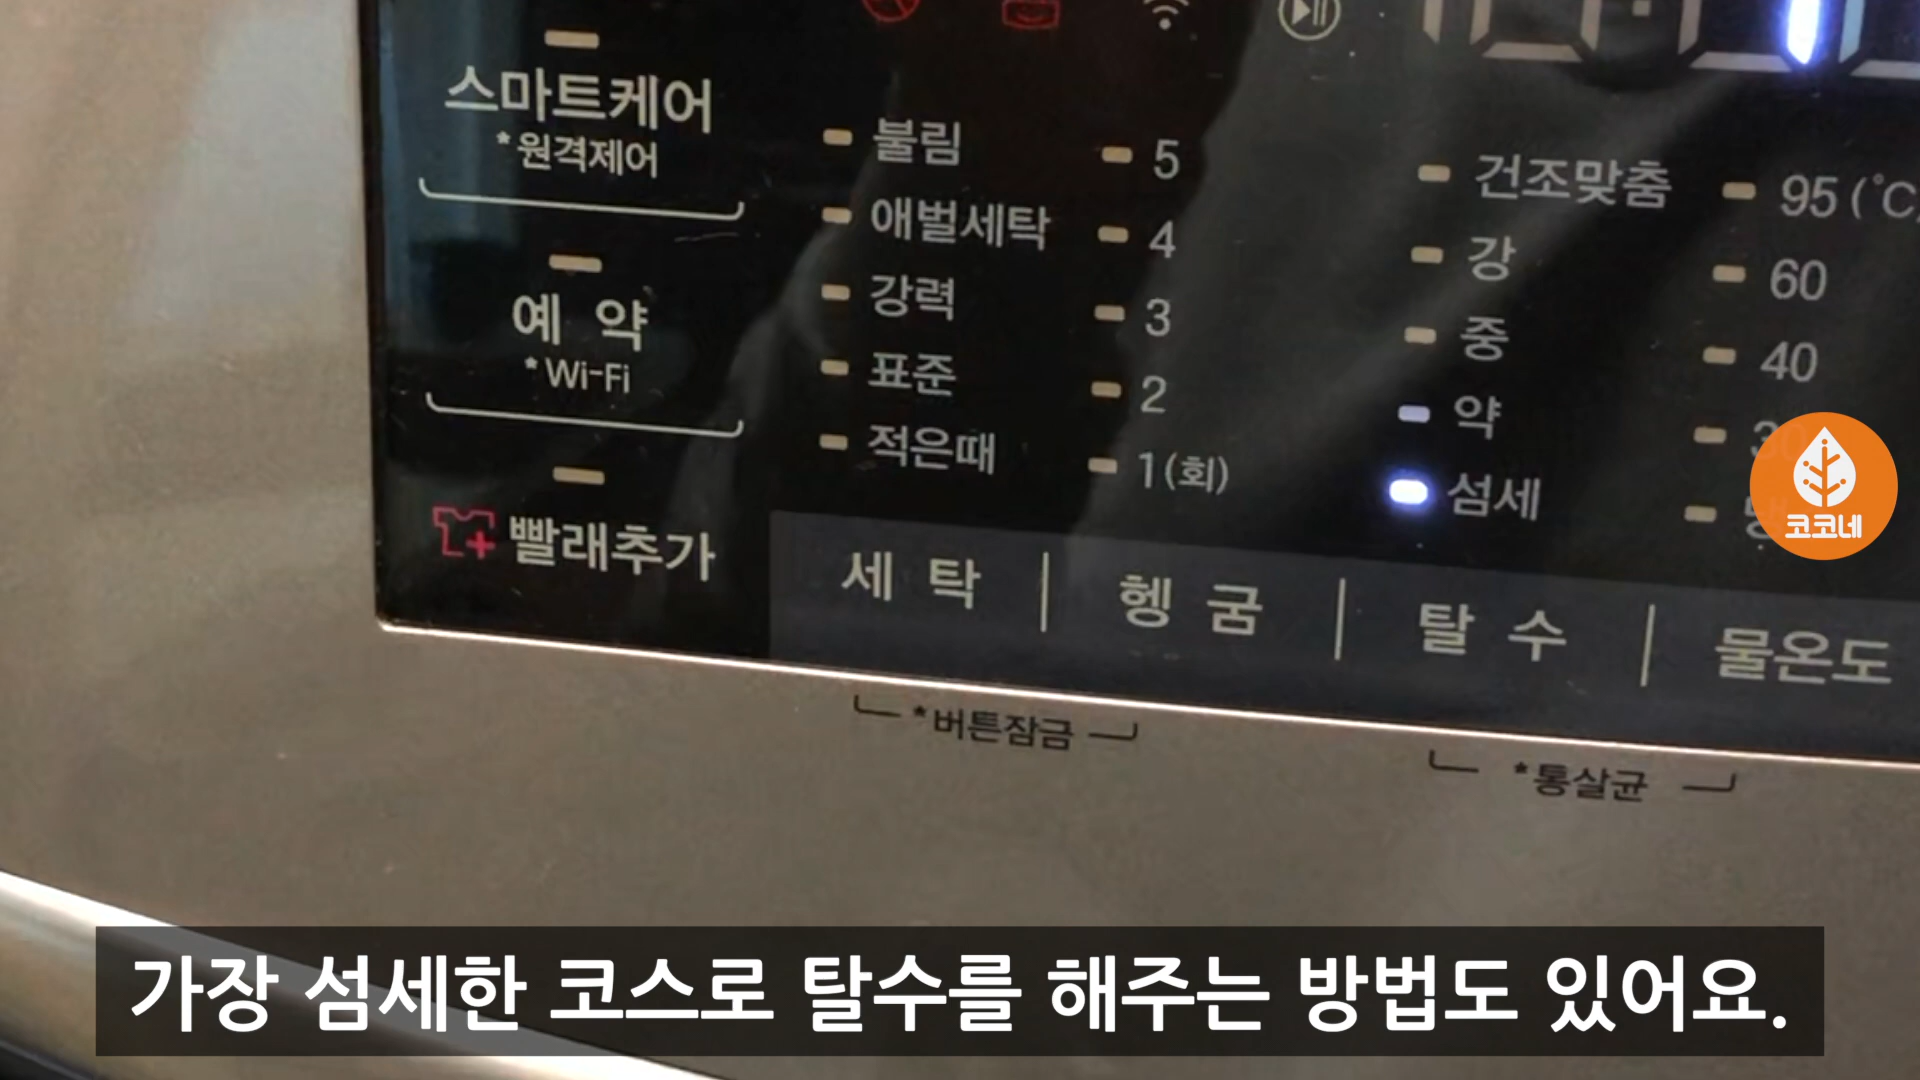 스마트케어
*원격제어
예 약
*Wi-Fi
빨래추가
불림
애벌세탁
강력
표준
적은때
세 탁
5
4
3
2
1(회)
헹 굼
건조맞춤
강
중
약
섬세
탈 수
95(℃
60
40
물온도
*버튼잠금
*통살균
코코네
가장 섬세한 코스로 탈수를 해주는 방법도 있어요.